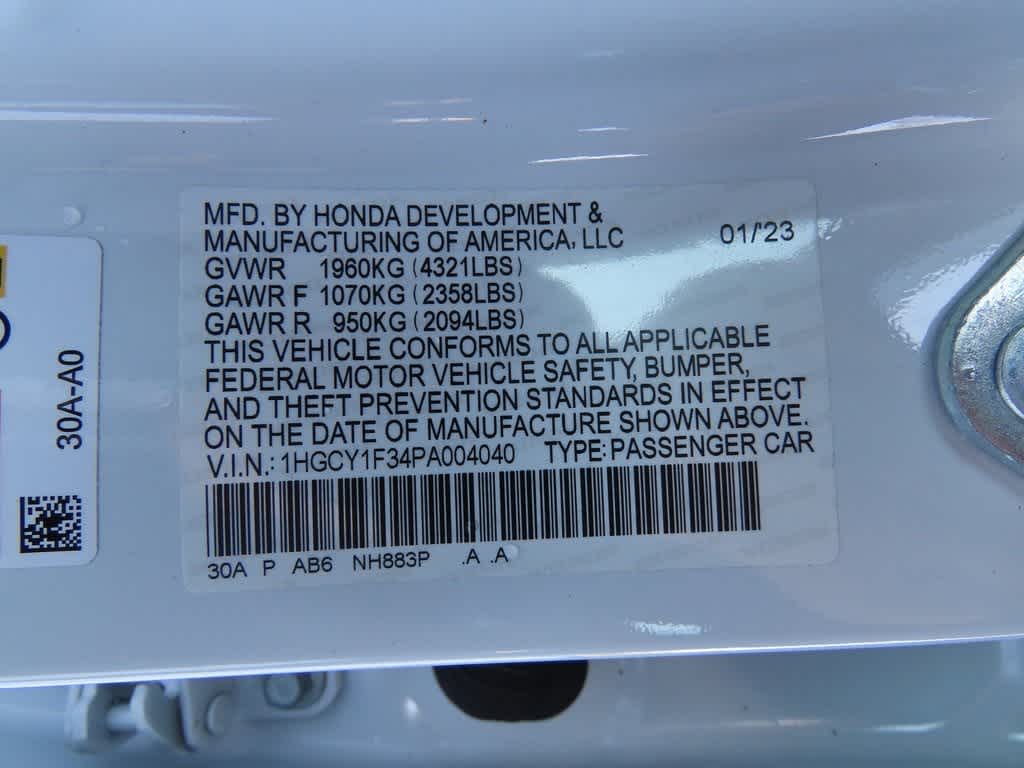 MFD. BY HONDA DEVELOPMENT &
MANUFACTURING OF AMERICA, LLC 01/'23
GVWR 1960KG (4321LBS)
GAWR F 1070KG (2358LBS)
GAWR R 950KG (2094LBS)
THIS VEHICLE CONFORMS TO ALL APPLICABLE
FEDERAL MOTOR VEHICLE SAFETY, BUMPER,
AND THEFT PREVENTION STANDARDS IN EFFECT
ON THE DATE OF MANUFACTURE SHOWN ABOVE.
V.I.N.: 1HGCY1F34PA004040 TYPE: PASSENGER CAR
30A P AB6 NH883P .A .A
30A-A0